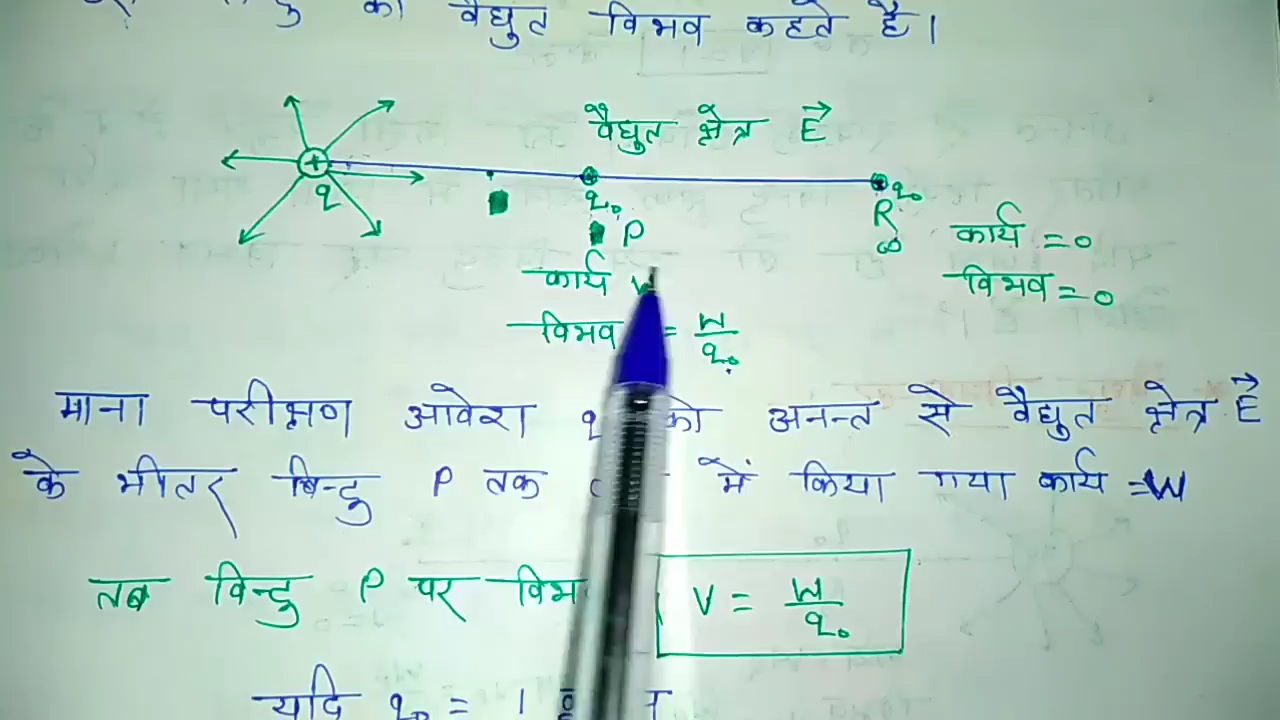 को वैद्युत विभव कहते है।
वैद्युत क्षेत्र E⃗
+
q
q₀
q₀
P
R
∞
कार्य = 0
विभव = 0
कार्य W
विभव = W/q₀
माना परीक्षण आवेश q को अनन्त से वैद्युत क्षेत्र E⃗
के भीतर बिन्दु P तक में किया गया कार्य = W
तब विन्दु P पर V = W/q₀
यदि q₀ = 1